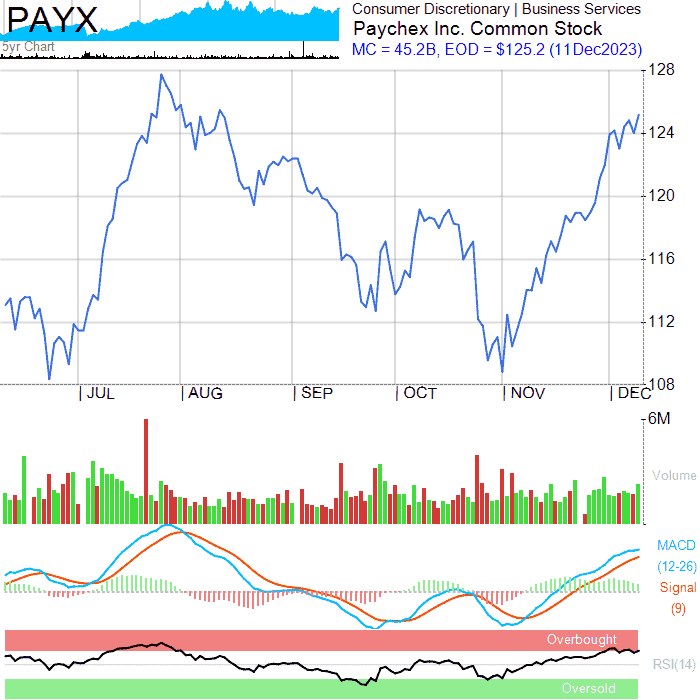 PAYX
5yr Chart
Consumer Discretionary | Business Services
Paychex Inc. Common Stock
MC = 45.2B, EOD = $125.2 (11Dec2023)
128
124
120
116
112
108
JUL AUG SEP OCT NOV DEC
6M
Volume
MACD
(12-26)
Signal
(9)
Overbought
RSI(14)
Oversold